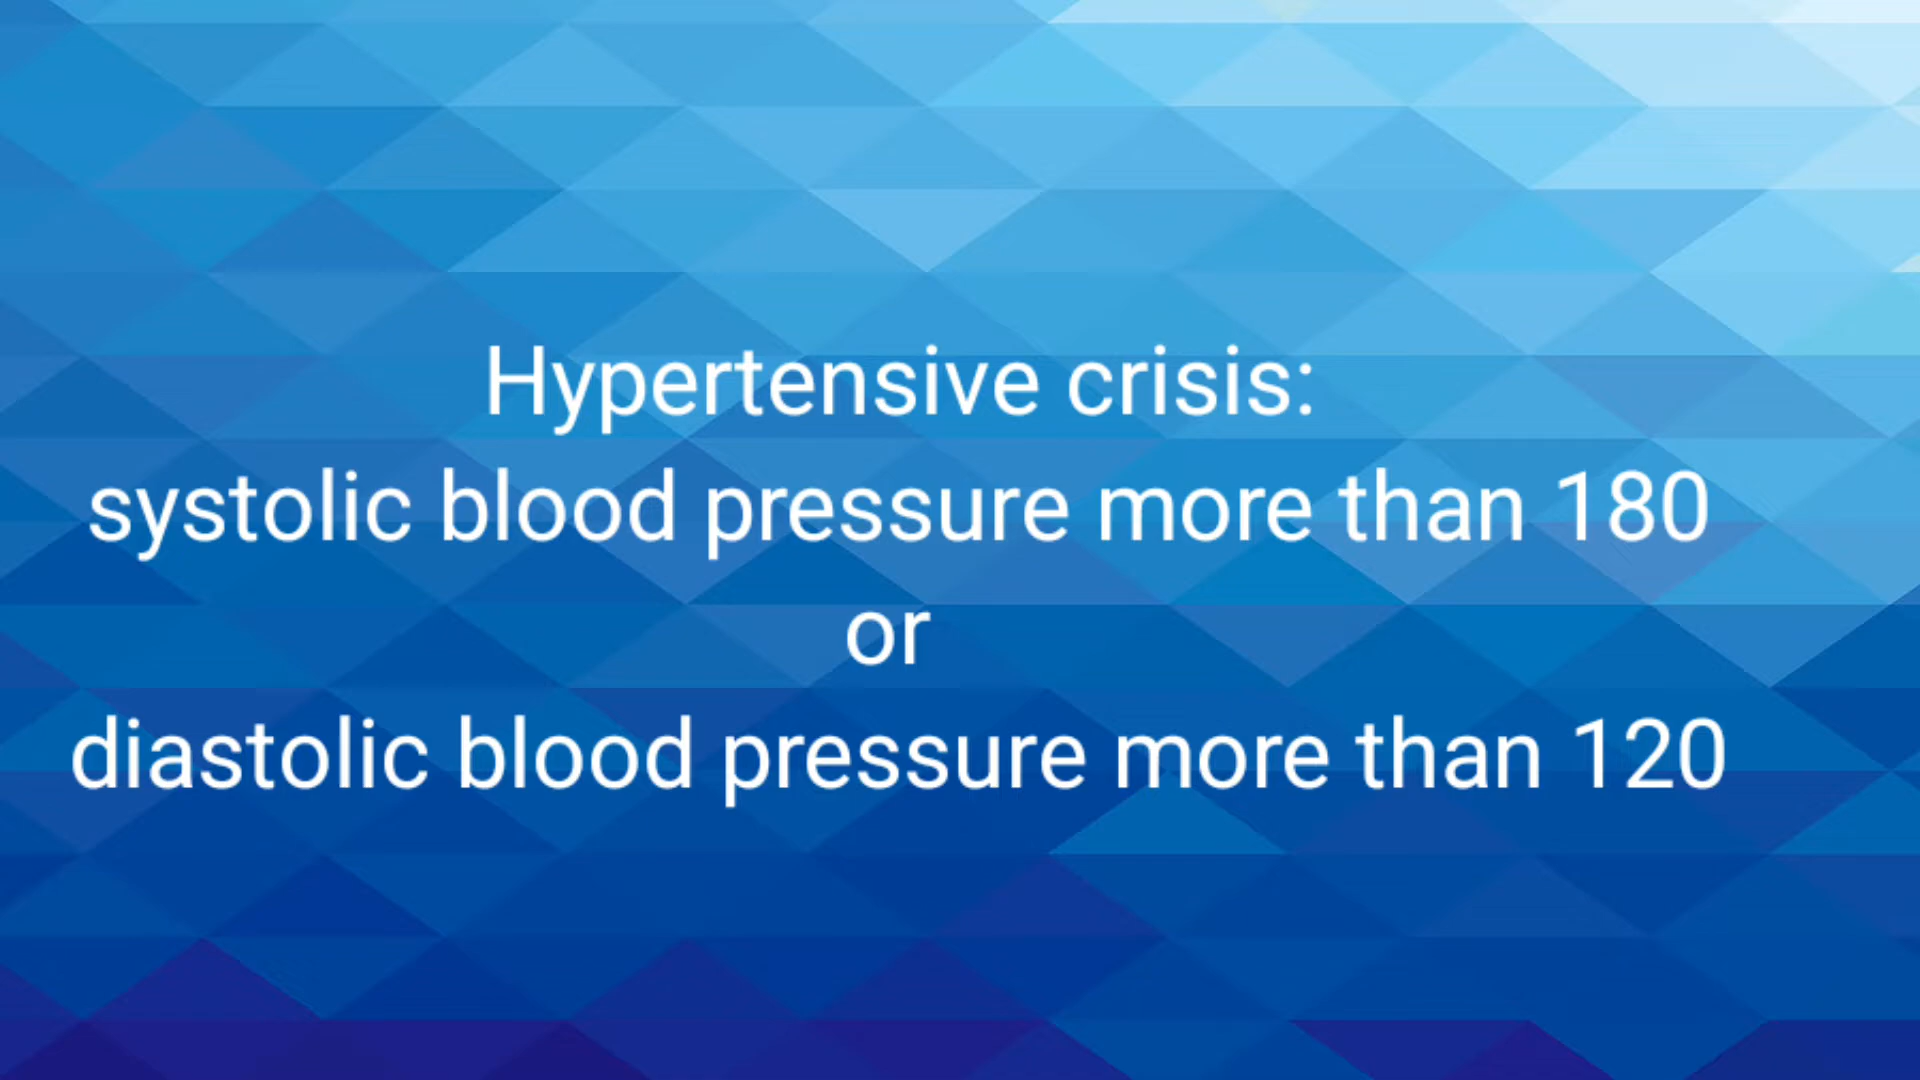 Hypertensive crisis:
systolic blood pressure more than 180
or
diastolic blood pressure more than 120